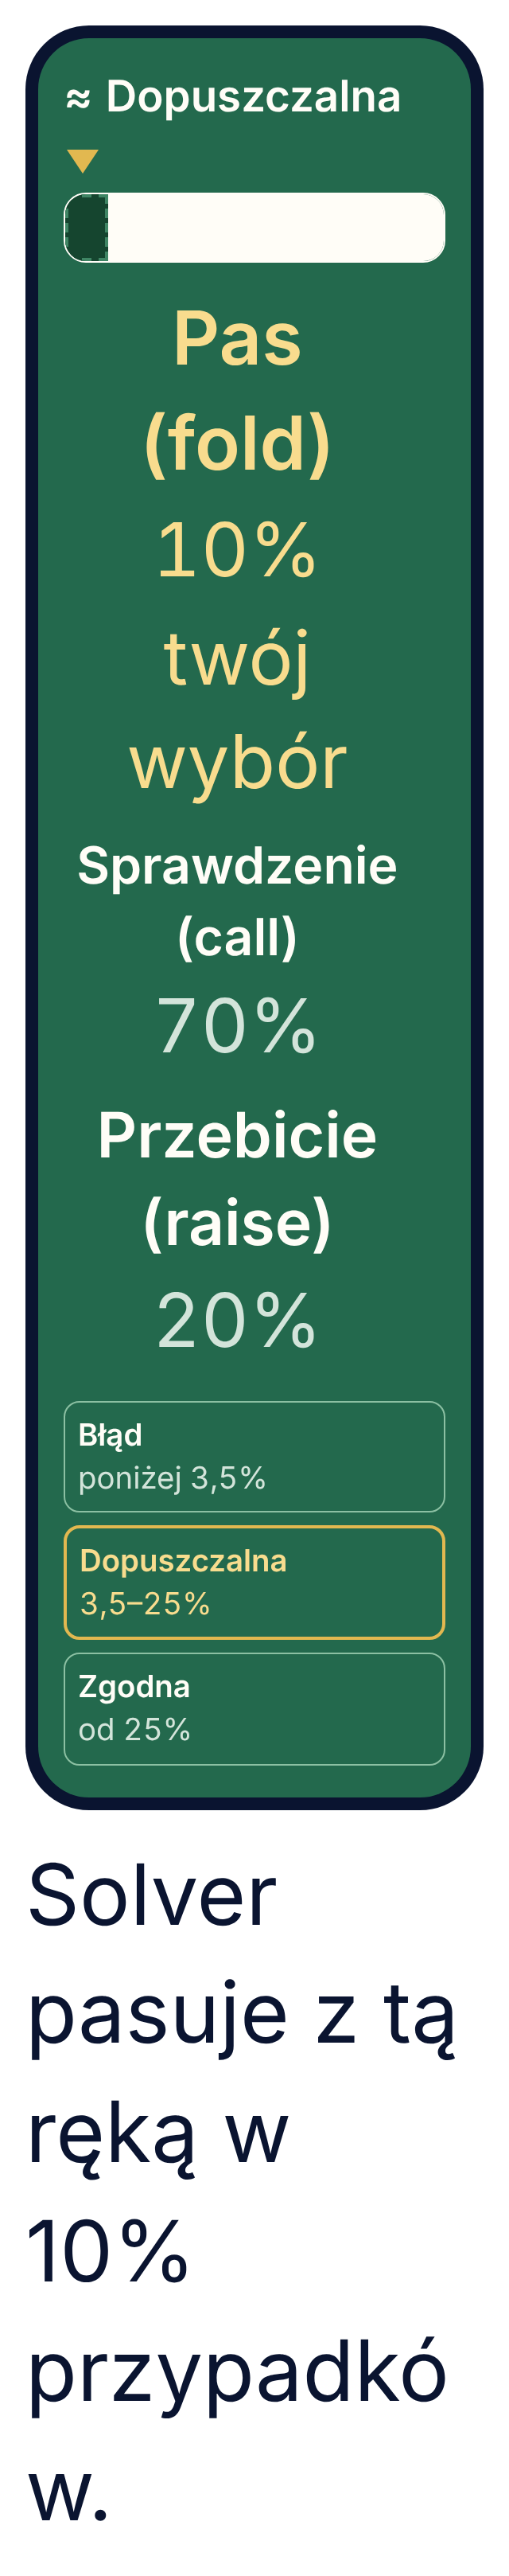 ≈ Dopuszczalna
Pas
(fold)
10%
twój
wybór
Sprawdzenie
(call)
70%
Przebicie
(raise)
20%
Błąd
poniżej 3,5%
Dopuszczalna
3,5–25%
Zgodna
od 25%
Solver
pasuje z tą
ręką w
10%
przypadkó
w.